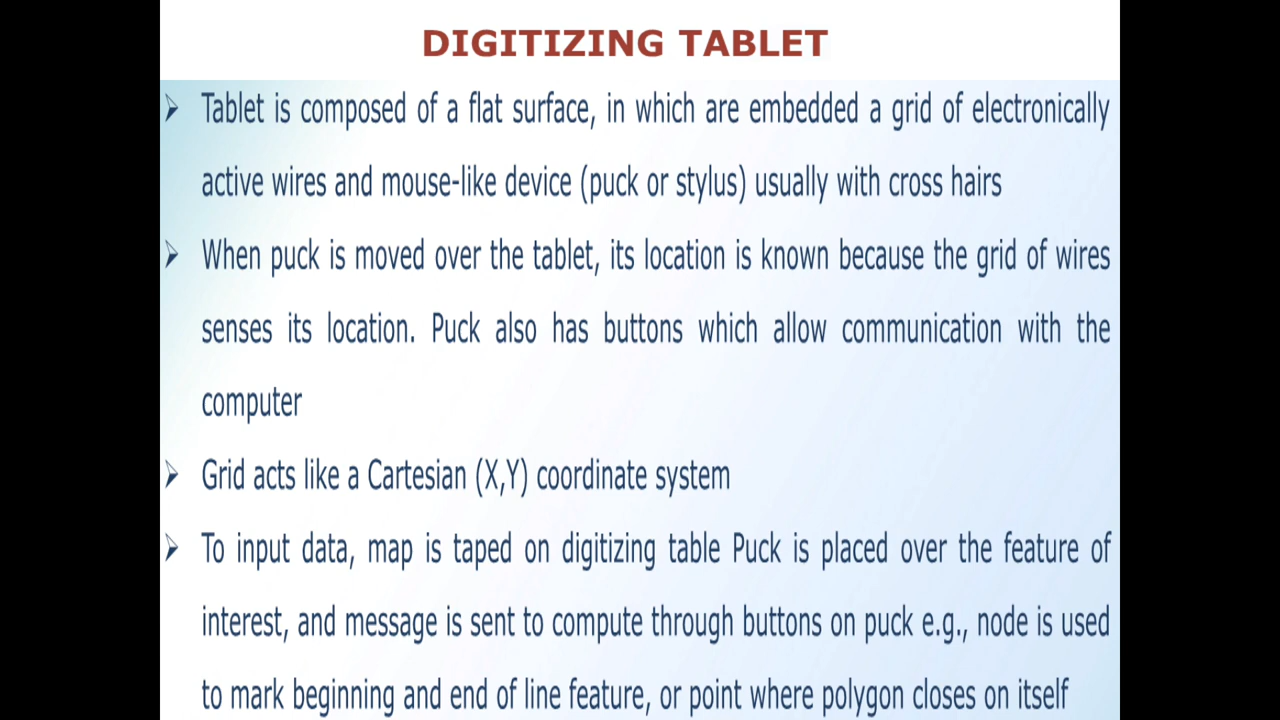 DIGITIZING TABLET
➢ Tablet is composed of a flat surface, in which are embedded a grid of electronically
active wires and mouse-like device (puck or stylus) usually with cross hairs
➢ When puck is moved over the tablet, its location is known because the grid of wires
senses its location. Puck also has buttons which allow communication with the
computer
➢ Grid acts like a Cartesian (X,Y) coordinate system
➢ To input data, map is taped on digitizing table Puck is placed over the feature of
interest, and message is sent to compute through buttons on puck e.g., node is used
to mark beginning and end of line feature, or point where polygon closes on itself